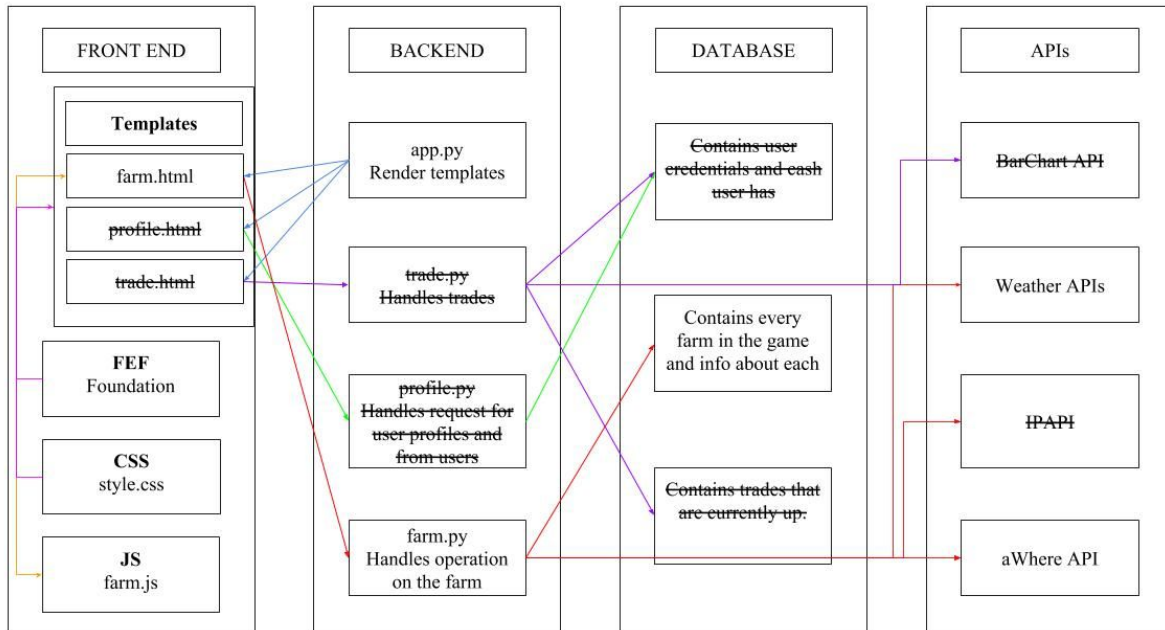 FRONT END
Templates
farm.html
profile.html
trade.html
FEF
Foundation
CSS
style.css
JS
farm.js
BACKEND
app.py
Render templates
trade.py
Handles trades
profile.py
Handles request for
user profiles and
from users
farm.py
Handles operation
on the farm
DATABASE
Contains user
credentials and cash
user has
Contains every
farm in the game
and info about each
Contains trades that
are currently up.
APIs
BarChart API
Weather APIs
IPAPI
aWhere API